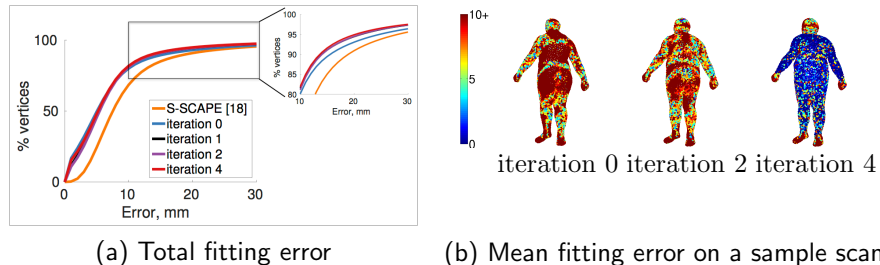 100
50
0
% vertices
0
10
20
30
Error, mm
S-SCAPE [18]
iteration 0
iteration 1
iteration 2
iteration 4
100
95
90
85
80
% vertices
10
20
30
Error, mm
(a) Total fitting error
10+
5
0
iteration 0 iteration 2 iteration 4
(b) Mean fitting error on a sample scan